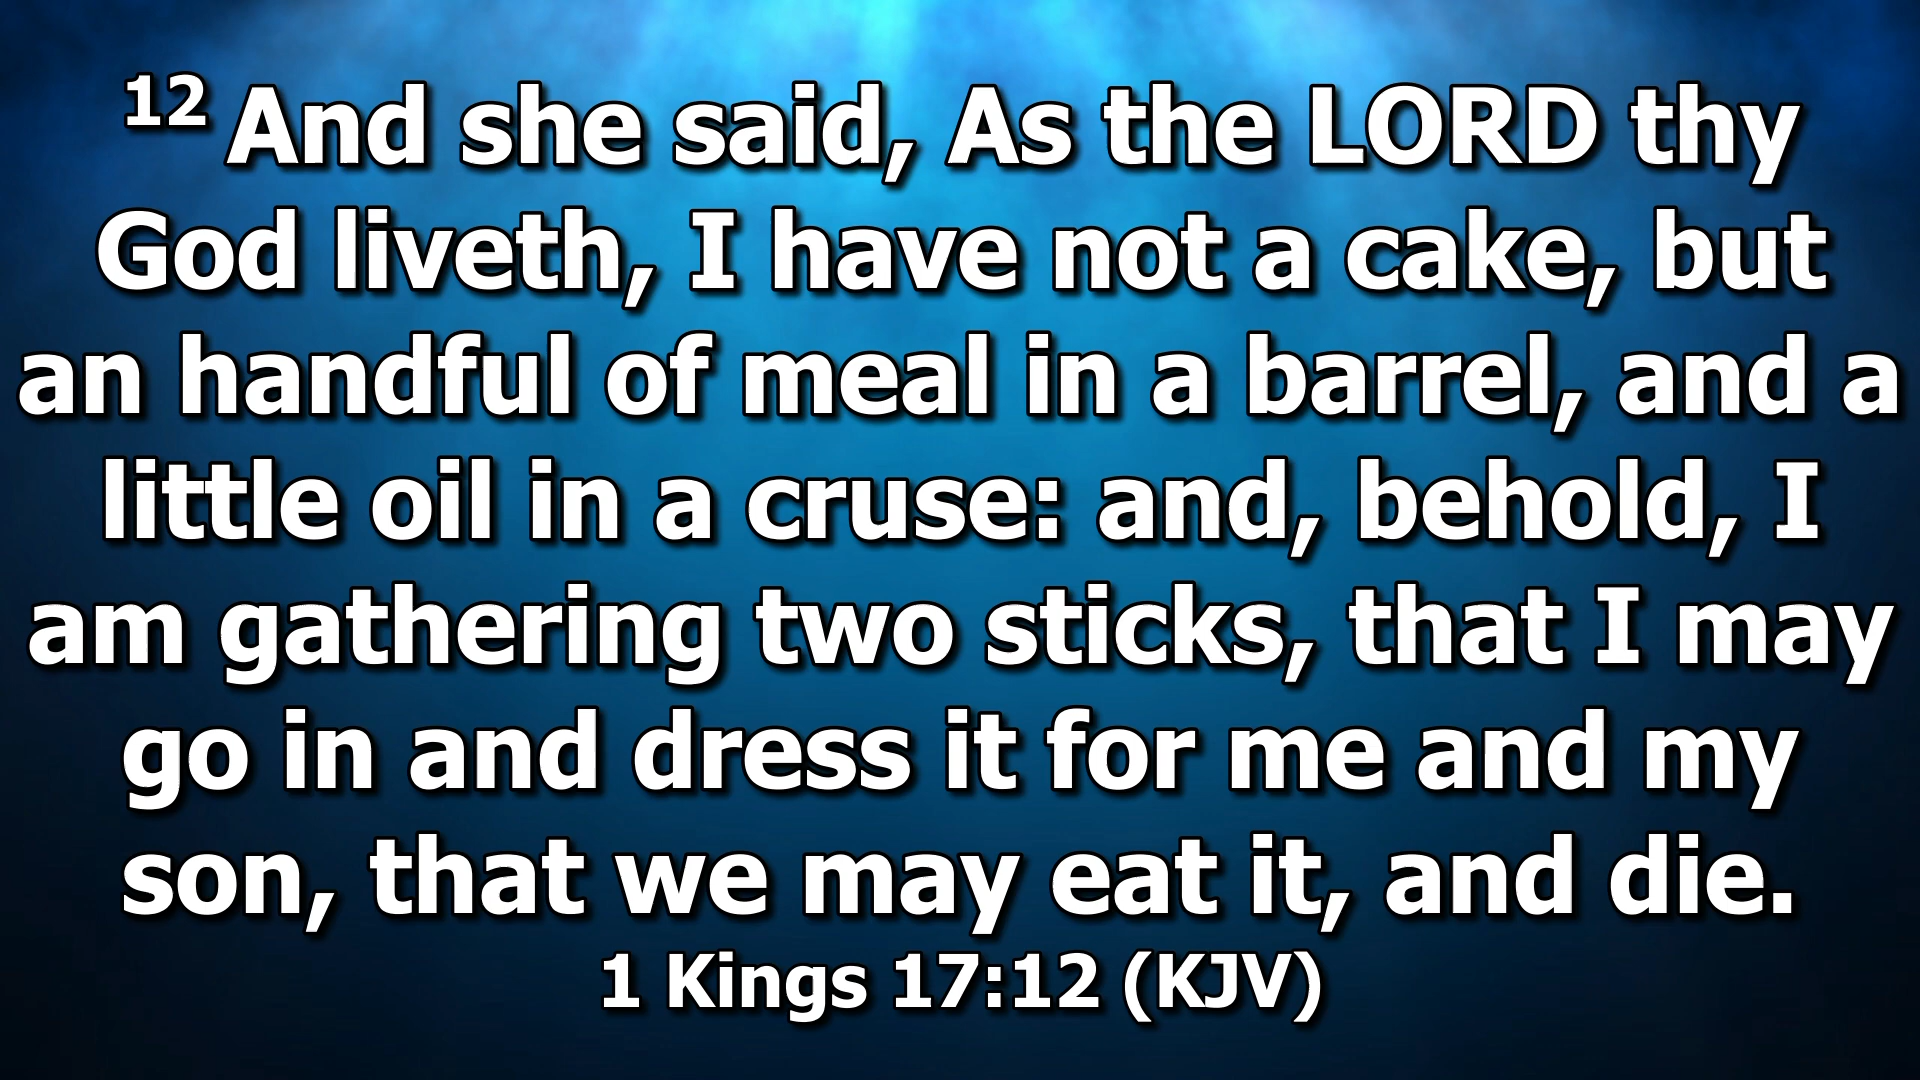 12 And she said, As the LORD thy
God liveth, I have not a cake, but
an handful of meal in a barrel, and a
little oil in a cruse: and, behold, I
am gathering two sticks, that I may
go in and dress it for me and my
son, that we may eat it, and die.
1 Kings 17:12 (KJV)